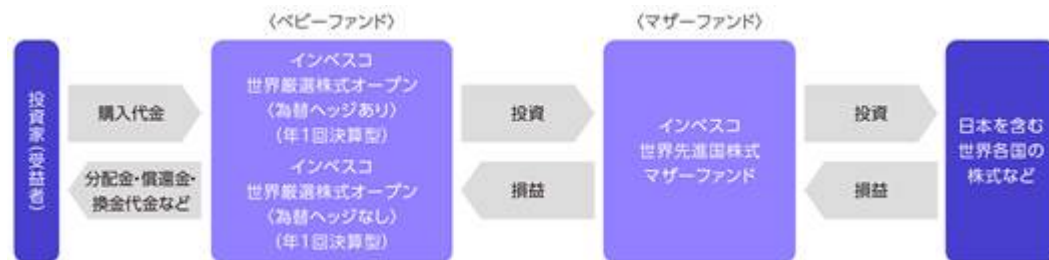 〈ベビーファンド〉
〈マザーファンド〉
投資家(受益者)
購入代金
分配金・償還金・
換金代金など
インベスコ
世界厳選株式オープン
〈為替ヘッジあり〉
(年1回決算型)
インベスコ
世界厳選株式オープン
〈為替ヘッジなし〉
(年1回決算型)
投資
損益
インベスコ
世界先進国株式
マザーファンド
投資
損益
日本を含む
世界各国の
株式など